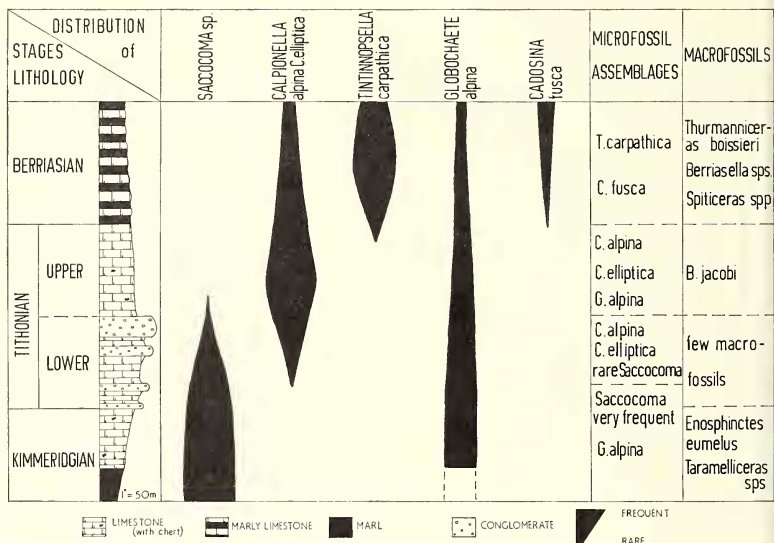 DISTRIBUTION
of
STAGES
LITHOLOGY
SACCOCOMA sp.
CALPIONELLA
alpina C.elliptica
TINTINNOPSELLA
carpathica
GLOBOCHAETE
alpina
CADOSINA
fusca
MICROFOSSIL
ASSEMBLAGES
MACROFOSSILS
BERRIASIAN
T.carpathica
C. fusca
Thurmannicer-
as boissieri
Berriasella sps.
Spiticeras spp
TITHONIAN
UPPER
C.alpina
C.elliptica
G.alpina
B. jacobi
LOWER
C.alpina
C. elliptica
rare Saccocoma
few macro-
fossils
Saccocoma
very frequent
G.alpina
KIMMERIDGIAN
Enosphinctes
eumelus
Taramelliceras
sps
1"= 50m
LIMESTONE
(with chert)
MARLY LIMESTONE
MARL
CONGLOMERATE
FREQUENT
RARE